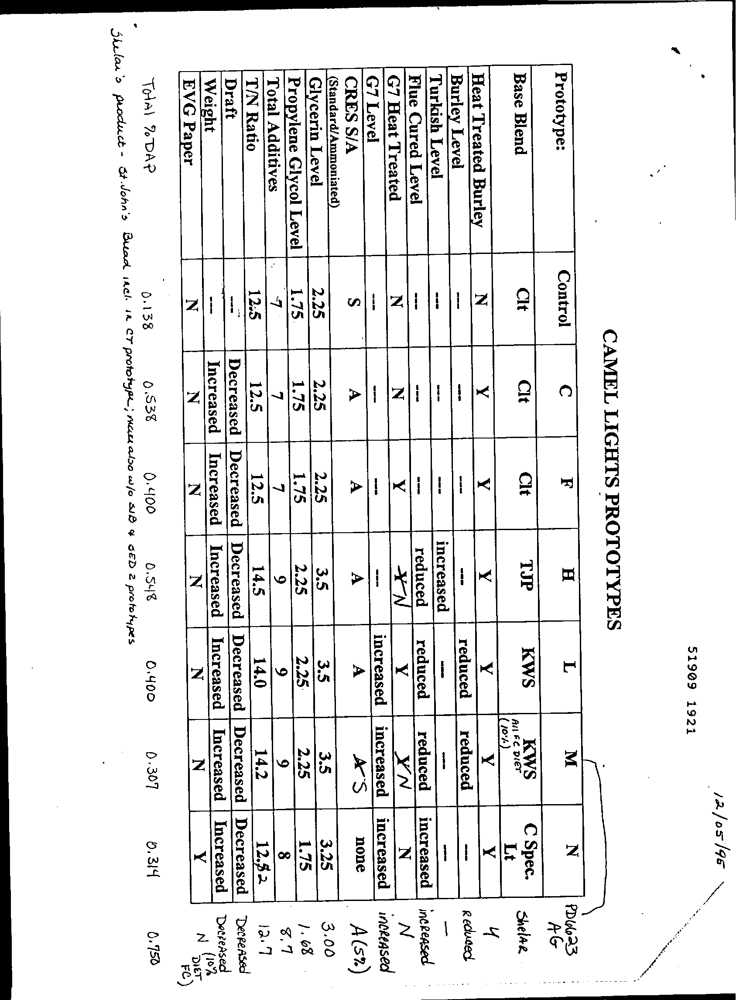 12/05/95
51909 1921
CAMEL LIGHTS PROTOTYPES
Prototype: Control C F H L M N PD0623 AG
Base Blend Clt Clt Clt TJP KWS KWS All FC DIET (10%) C Spec. Lt ShelAR
Heat Treated Burley N Y Y Y Y Y Y Y
Burley Level --- --- --- --- reduced reduced --- Reduced
Turkish Level --- --- --- increased --- --- --- —
Flue Cured Level --- --- --- reduced reduced reduced increased increased
G7 Heat Treated N N Y Y N Y Y N N N
G7 Level --- --- --- --- increased increased increased increased
CRES S/A S A A A A A S none A (5%)
(Standard/Ammoniated)
Glycerin Level 2.25 2.25 2.25 3.5 3.5 3.5 3.25 3.00
Propylene Glycol Level 1.75 1.75 1.75 2.25 2.25 2.25 1.75 1.68
Total Additives 7 7 7 9 9 9 8 8.7
T/N Ratio 12.5 12.5 12.5 14.5 14.0 14.2 12.82 12.7
Draft --- Decreased Decreased Decreased Decreased Decreased Decreased Decreased
Weight --- Increased Increased Increased Increased Increased Increased Decreased
EVG Paper N N N N N N Y N (10% DIET FC)
Total % DAP 0.138 0.538 0.400 0.548 0.400 0.307 0.314 0.750
Shelar's product - St. John's Bread incl. in CT prototype; also w/o SJB & 2 prototypes